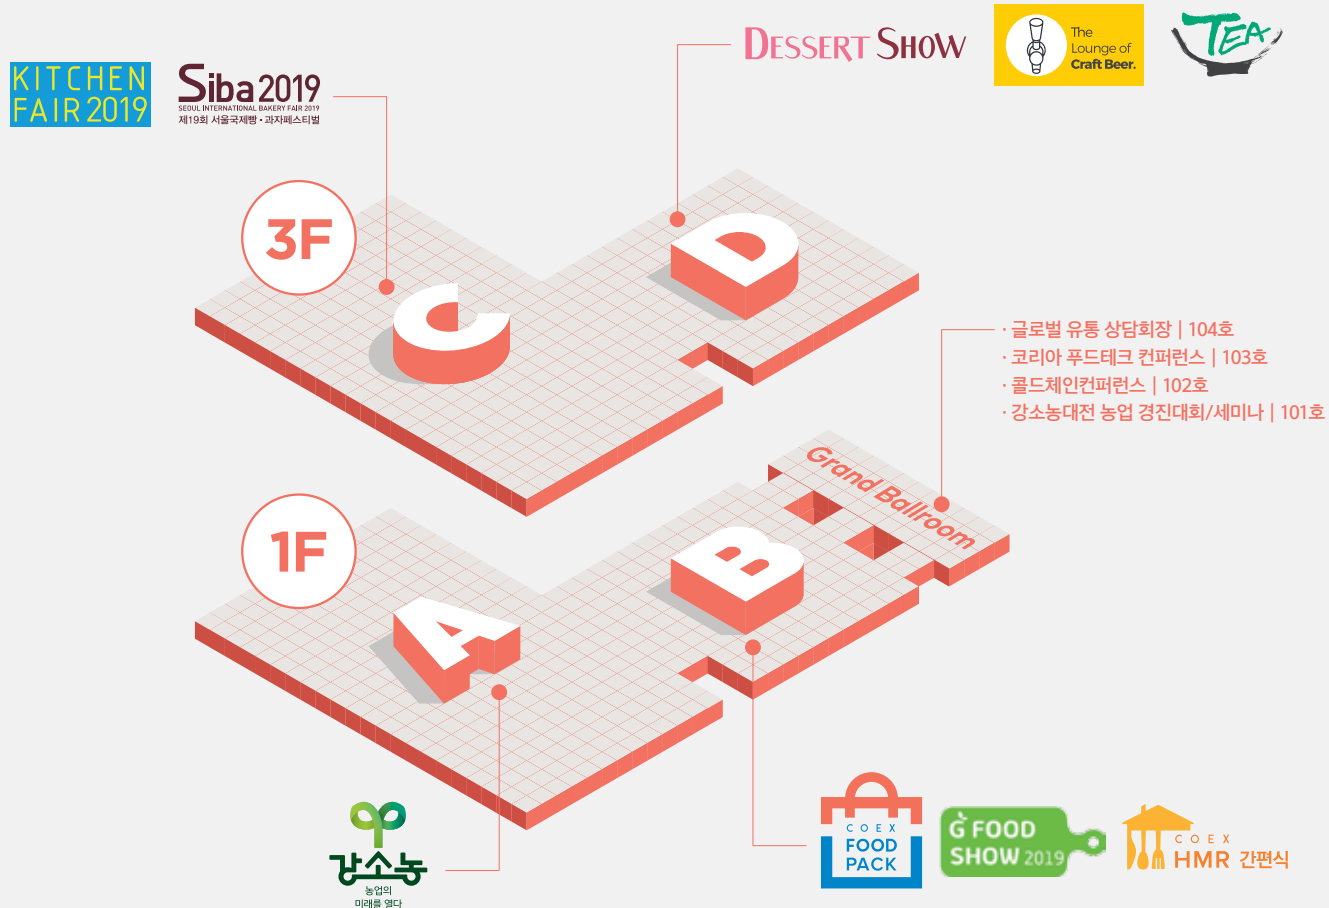 DESSERT SHOW
The
Lounge of
Craft Beer.
TEA
KITCHEN
FAIR 2019
Siba 2019
SEOUL INTERNATIONAL BAKERY FAIR 2019
제19회 서울국제빵·과자페스티벌
3F
C
D
· 글로벌 유통 상담회장 | 104호
· 코리아 푸드테크 컨퍼런스 | 103호
· 콜드체인컨퍼런스 | 102호
· 강소농대전 농업 경진대회/세미나 | 101호
Grand Ballroom
1F
A
B
강소농
농업의
미래를 열다
COEX
FOOD
PACK
G FOOD
SHOW 2019
COEX
HMR 간편식